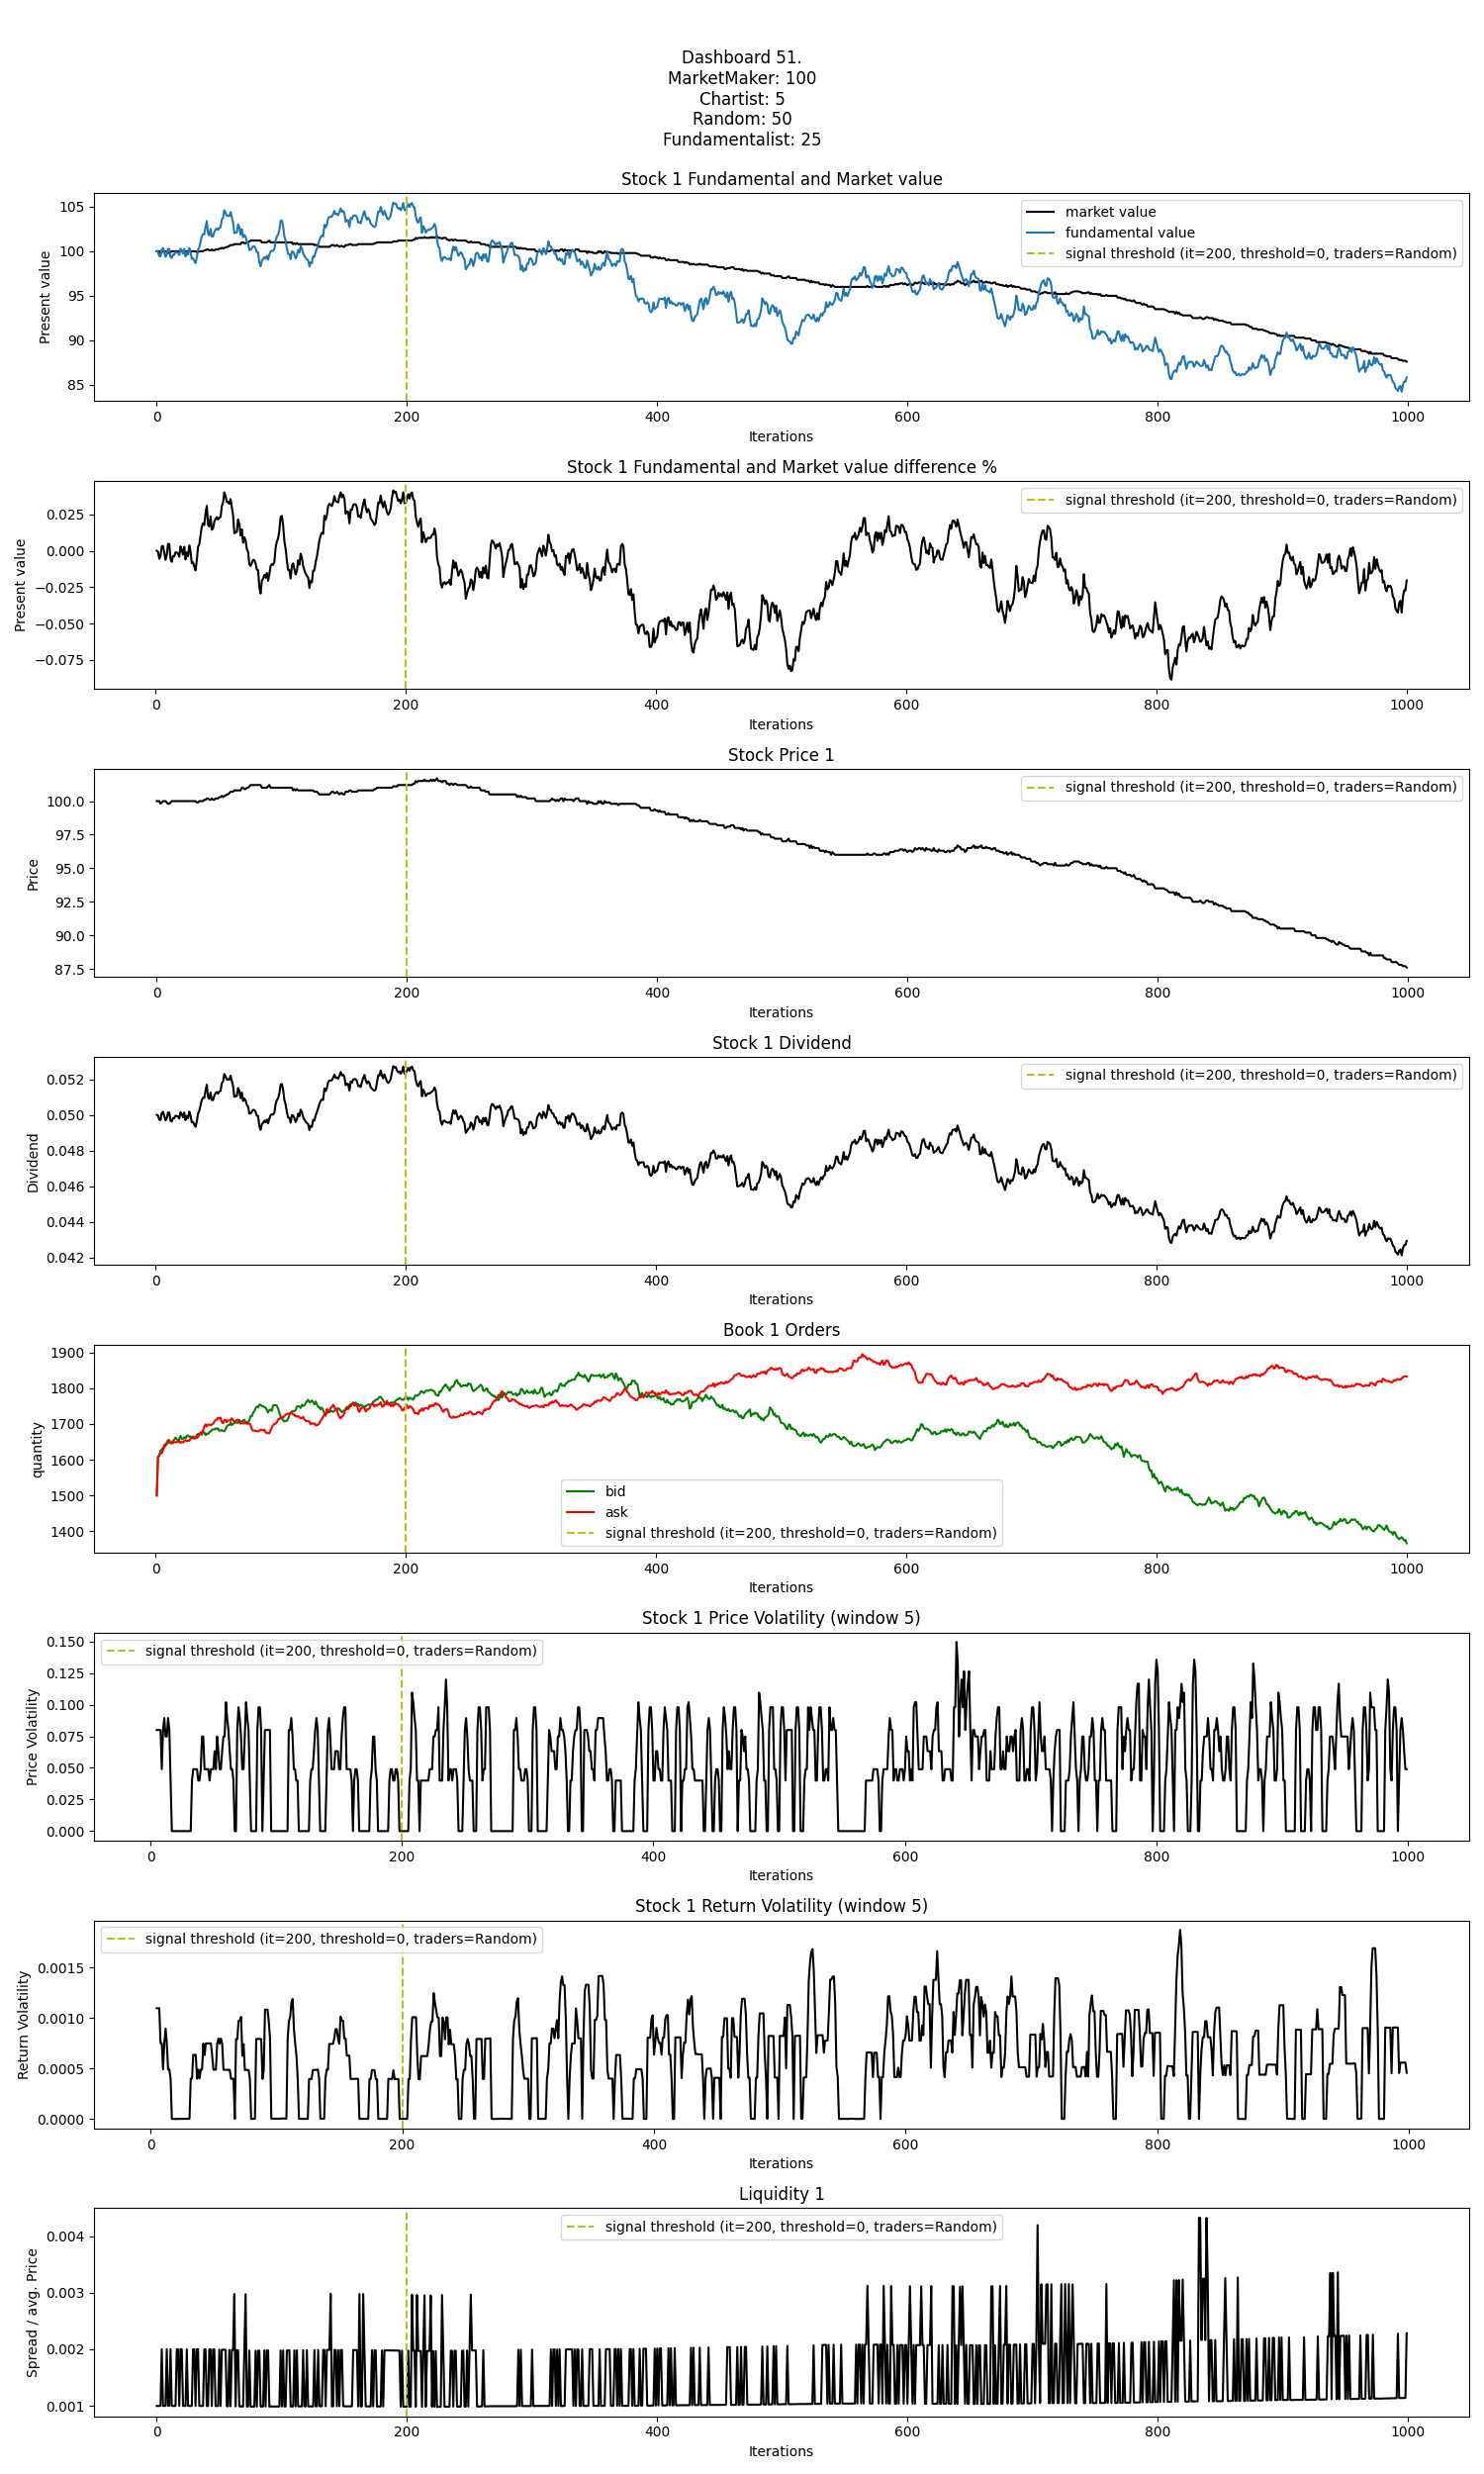 Dashboard 51.
MarketMaker: 100
Chartist: 5
Random: 50
Fundamentalist: 25
Stock 1 Fundamental and Market value
Present value
105
100
95
90
85
market value
fundamental value
signal threshold (it=200, threshold=0, traders=Random)
0 200 400 600 800 1000
Iterations
Stock 1 Fundamental and Market value difference %
Present value
0.025
0.000
−0.025
−0.050
−0.075
signal threshold (it=200, threshold=0, traders=Random)
0 200 400 600 800 1000
Iterations
Stock Price 1
Price
100.0
97.5
95.0
92.5
90.0
87.5
signal threshold (it=200, threshold=0, traders=Random)
0 200 400 600 800 1000
Iterations
Stock 1 Dividend
Dividend
0.052
0.050
0.048
0.046
0.044
0.042
signal threshold (it=200, threshold=0, traders=Random)
0 200 400 600 800 1000
Iterations
Book 1 Orders
quantity
1900
1800
1700
1600
1500
1400
bid
ask
signal threshold (it=200, threshold=0, traders=Random)
0 200 400 600 800 1000
Iterations
Stock 1 Price Volatility (window 5)
Price Volatility
0.150
0.125
0.100
0.075
0.050
0.025
0.000
signal threshold (it=200, threshold=0, traders=Random)
0 200 400 600 800 1000
Iterations
Stock 1 Return Volatility (window 5)
Return Volatility
0.0015
0.0010
0.0005
0.0000
signal threshold (it=200, threshold=0, traders=Random)
0 200 400 600 800 1000
Iterations
Liquidity 1
Spread / avg. Price
0.004
0.003
0.002
0.001
signal threshold (it=200, threshold=0, traders=Random)
0 200 400 600 800 1000
Iterations